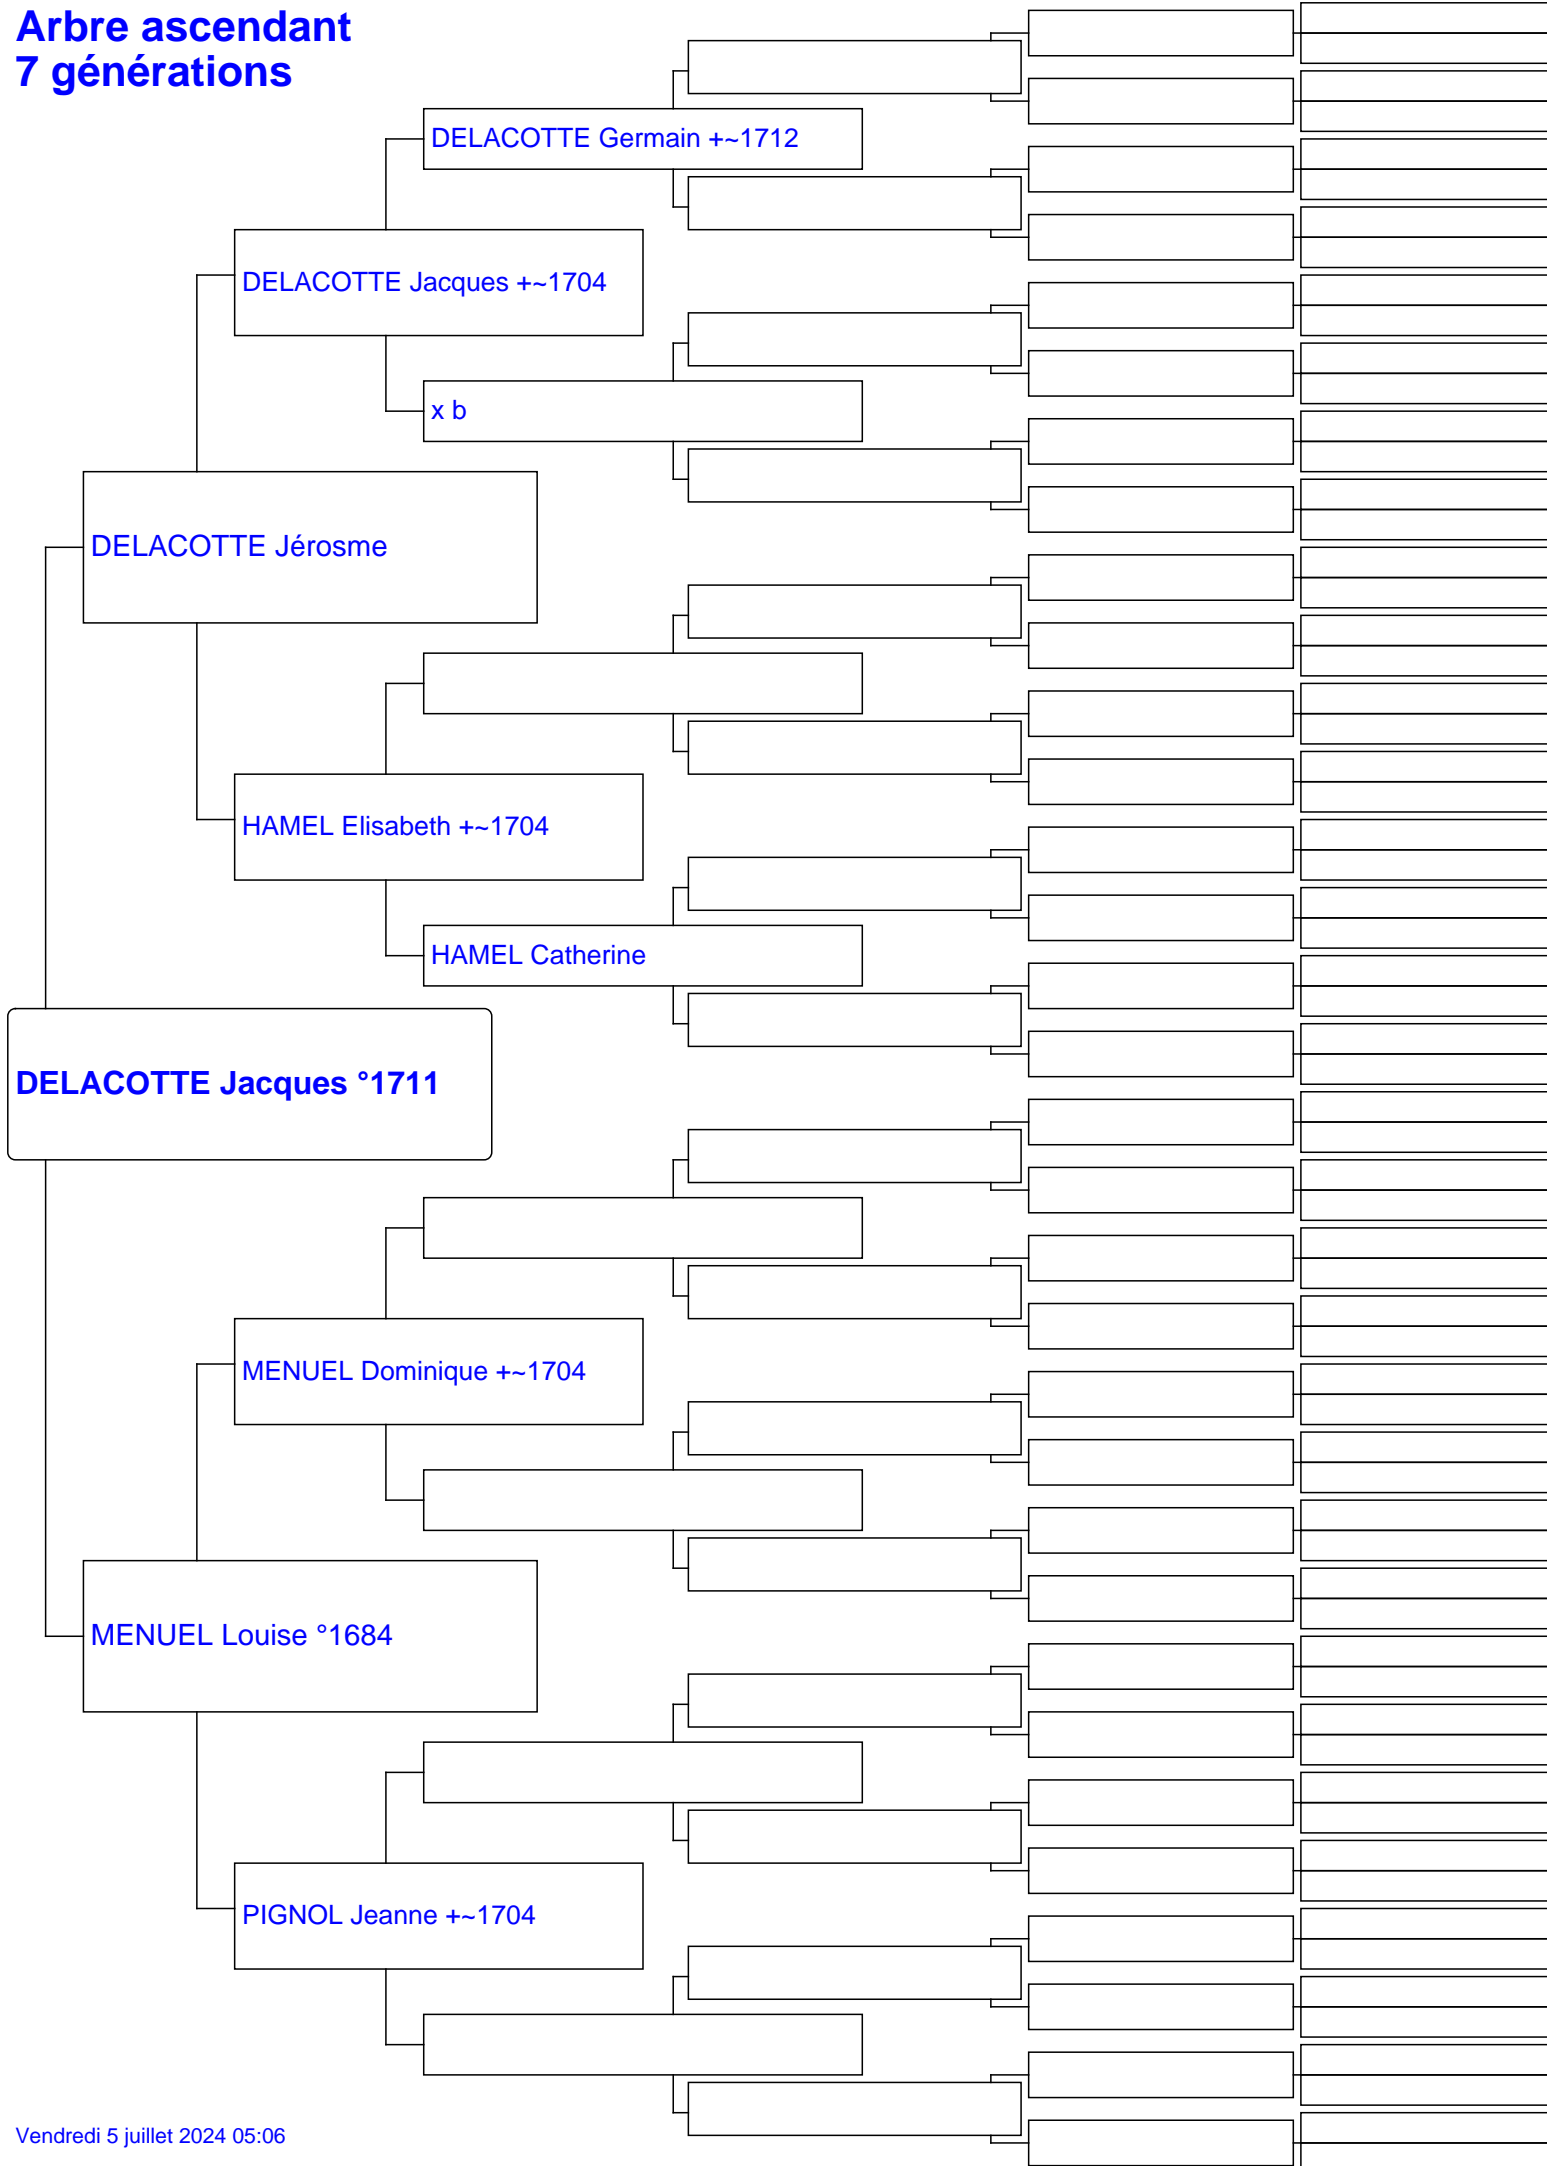 Arbre ascendant
7 générations
DELACOTTE Germain +~1712
DELACOTTE Jacques +~1704
x b
DELACOTTE Jérosme
HAMEL Elisabeth +~1704
HAMEL Catherine
DELACOTTE Jacques °1711
MENUEL Dominique +~1704
MENUEL Louise °1684
PIGNOL Jeanne +~1704
Vendredi 5 juillet 2024 05:06